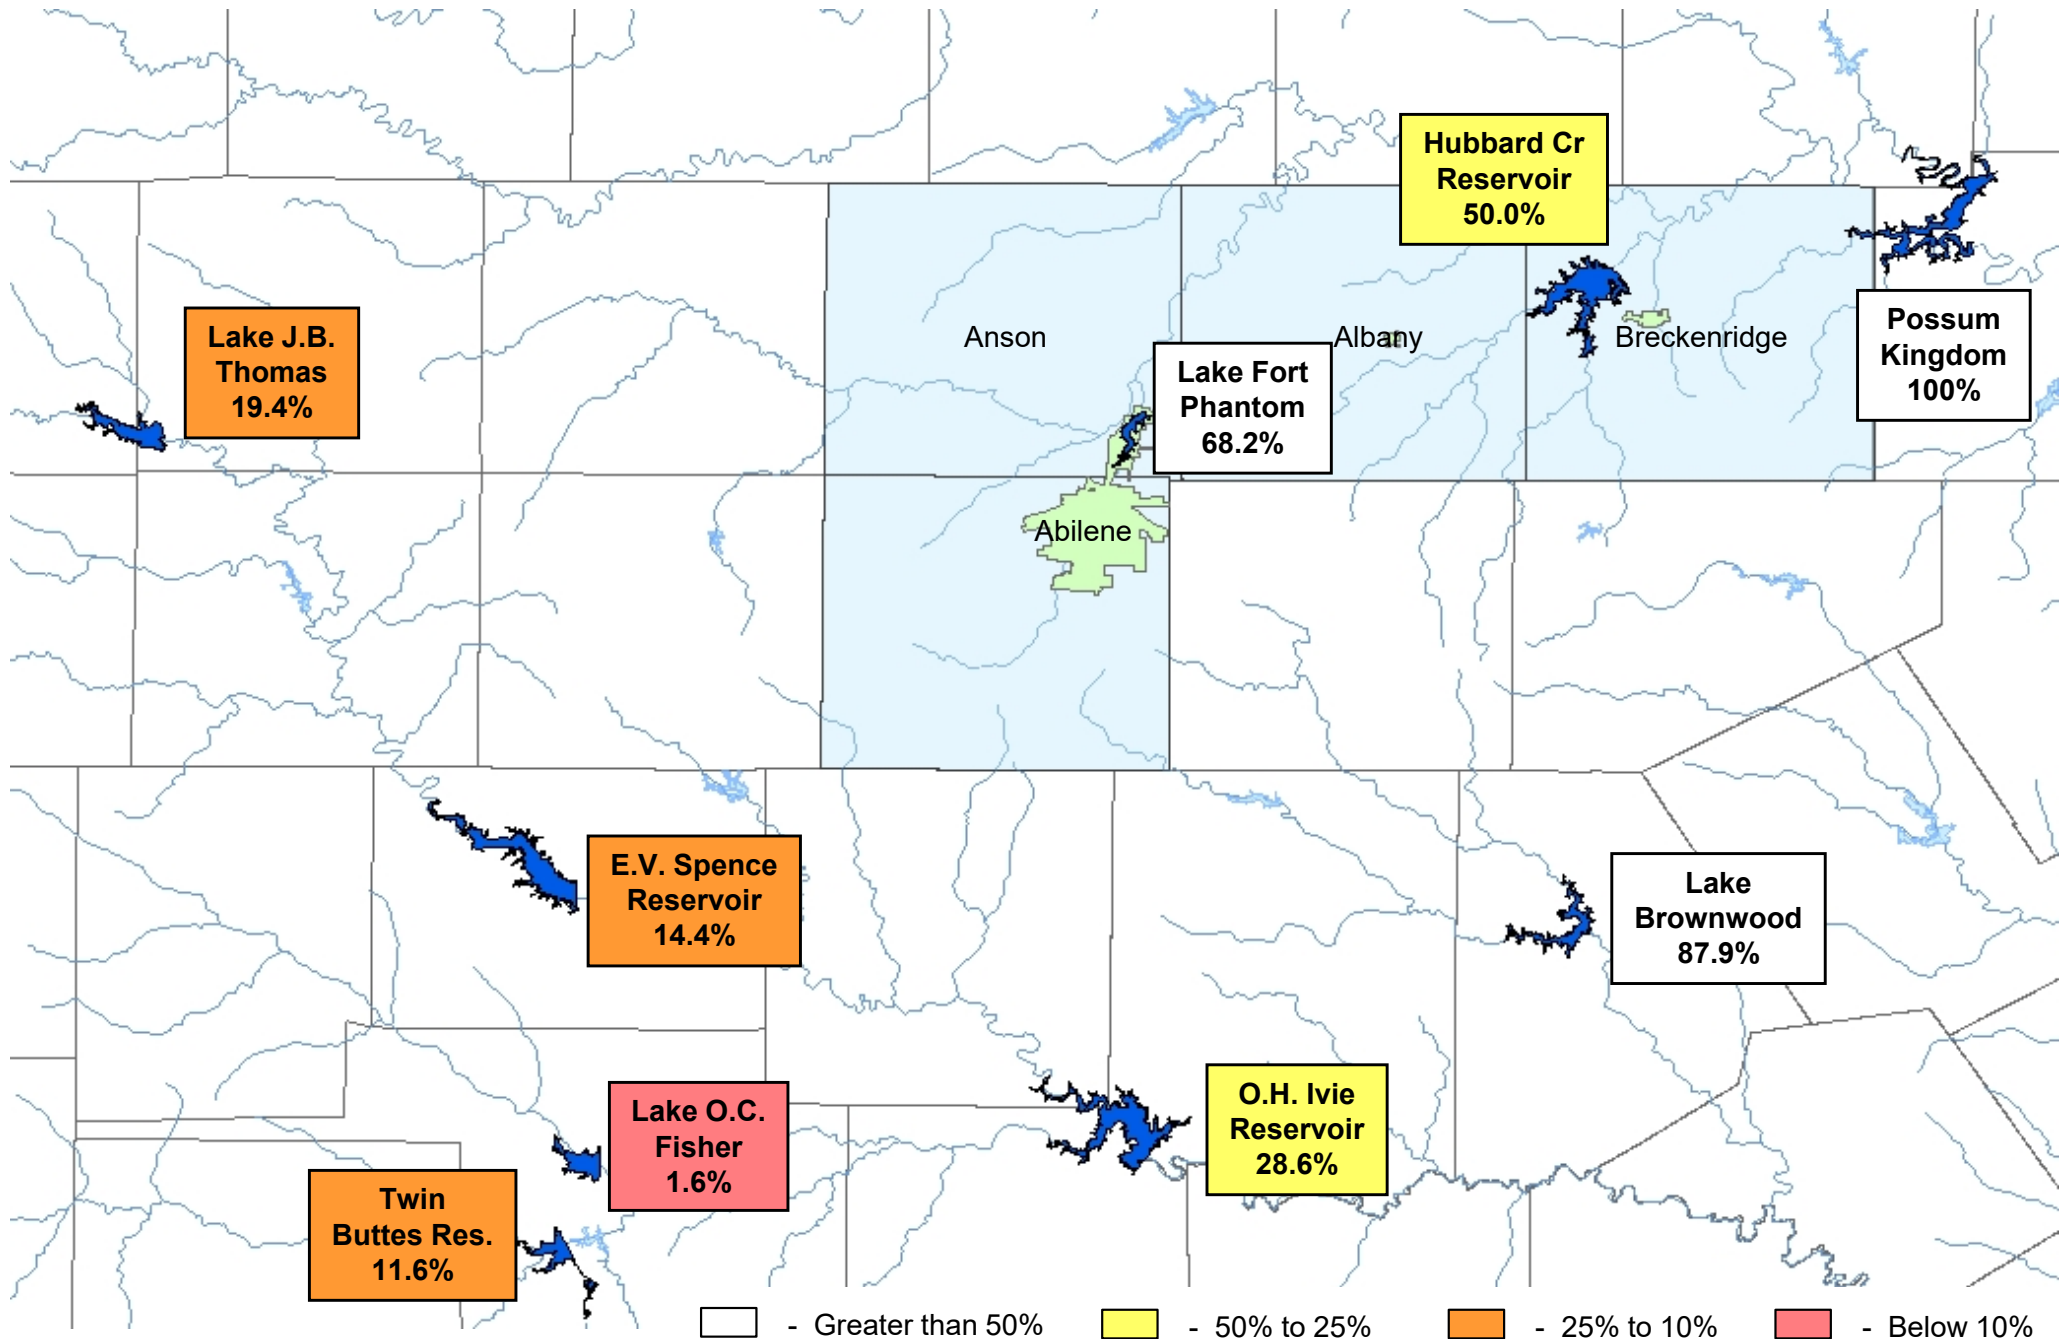 Hubbard Cr
Reservoir
50.0%
Lake J.B.
Thomas
19.4%
Anson
Albany
Breckenridge
Possum
Kingdom
100%
Lake Fort
Phantom
68.2%
Abilene
E.V. Spence
Reservoir
14.4%
Lake
Brownwood
87.9%
Lake O.C.
Fisher
1.6%
O.H. Ivie
Reservoir
28.6%
Twin
Buttes Res.
11.6%
- Greater than 50%
- 50% to 25%
- 25% to 10%
- Below 10%